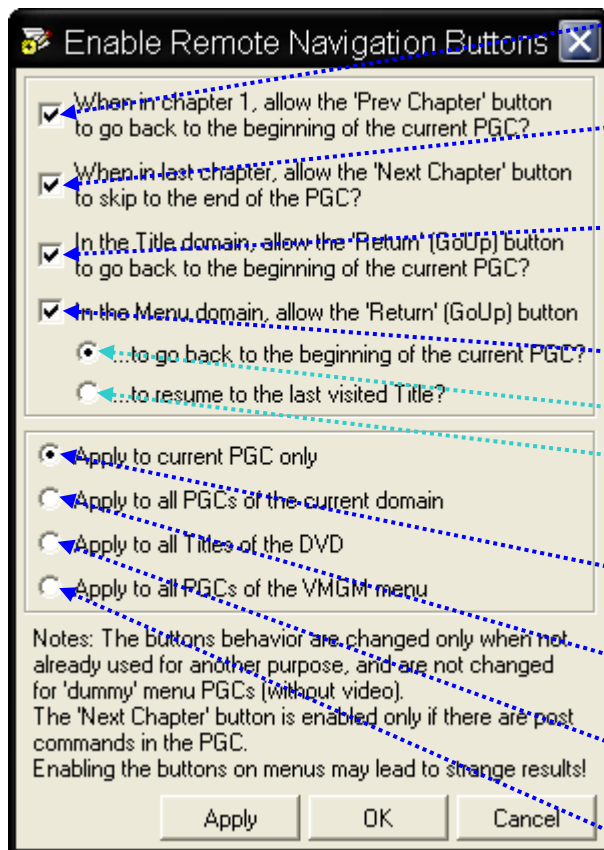 Enable Remote Navigation Buttons
When in chapter 1, allow the 'Prev Chapter' button
to go back to the beginning of the current PGC?
When in last chapter, allow the 'Next Chapter' button
to skip to the end of the PGC?
In the Title domain, allow the 'Return' (GoUp) button
to go back to the beginning of the current PGC?
In the Menu domain, allow the 'Return' (GoUp) button
...to go back to the beginning of the current PGC?
...to resume to the last visited Title?
Apply to current PGC only
Apply to all PGCs of the current domain
Apply to all Titles of the DVD
Apply to all PGCs of the VMGM menu
Notes: The buttons behavior are changed only when not
already used for another purpose, and are not changed
for 'dummy' menu PGCs (without video).
The 'Next Chapter' button is enabled only if there are post
commands in the PGC.
Enabling the buttons on menus may lead to strange results!
Apply OK Cancel